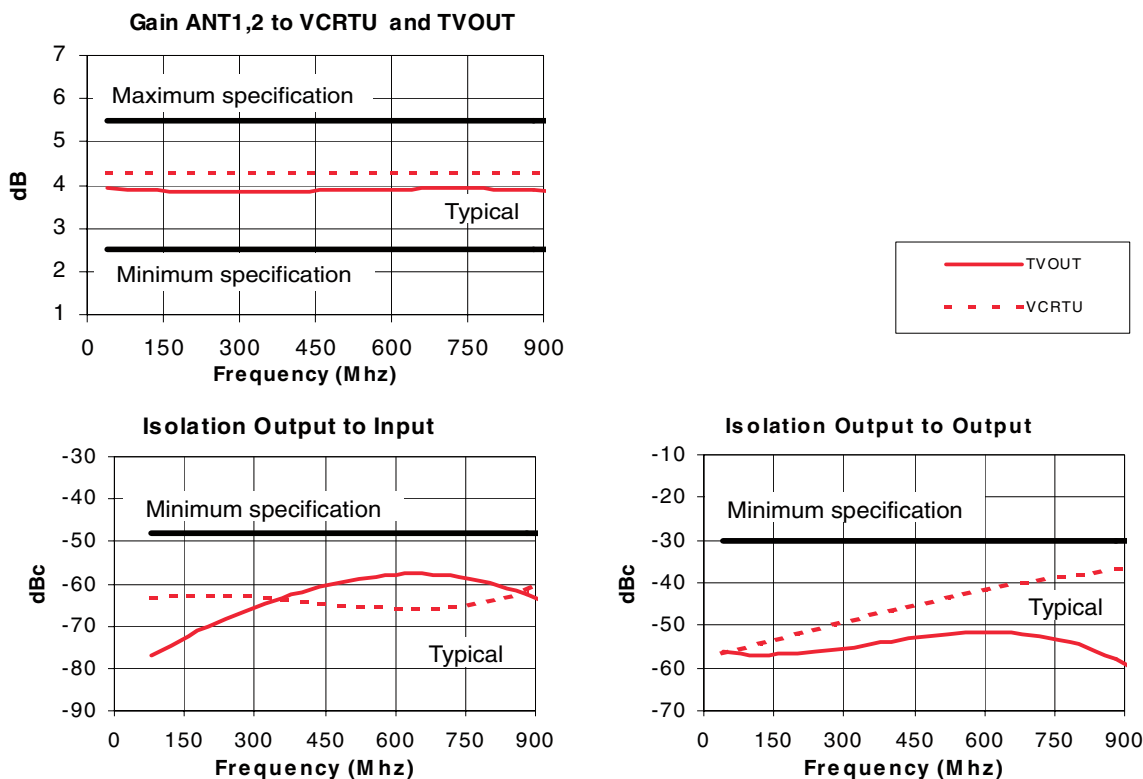 Gain ANT1,2 to VCRTU and TVOUT
7
6
5
4
3
2
1
dB
Maximum specification
Typical
Minimum specification
0 150 300 450 600 750 900
Frequency (Mhz)
TVOUT
VCRTU
Isolation Output to Input
-30
-40
-50
-60
-70
-80
-90
dBc
Minimum specification
Typical
0 150 300 450 600 750 900
Frequency (Mhz)
Isolation Output to Output
-10
-20
-30
-40
-50
-60
-70
dBc
Minimum specification
Typical
0 150 300 450 600 750 900
Frequency (Mhz)